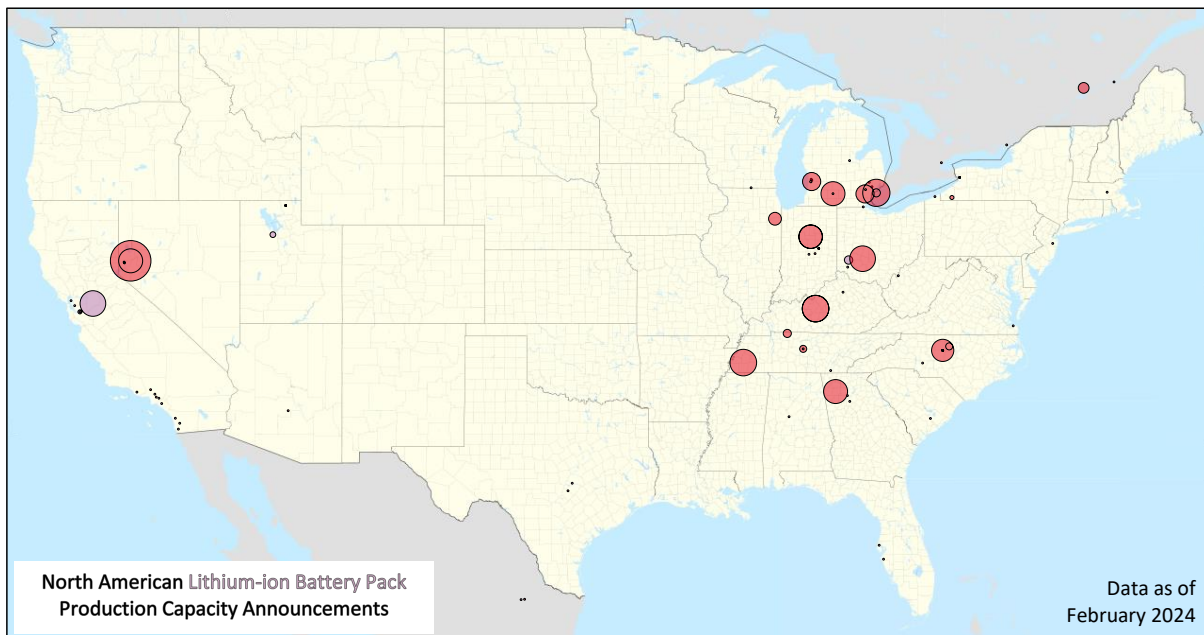 North American Lithium-ion Battery Pack
Production Capacity Announcements
Data as of
February 2024